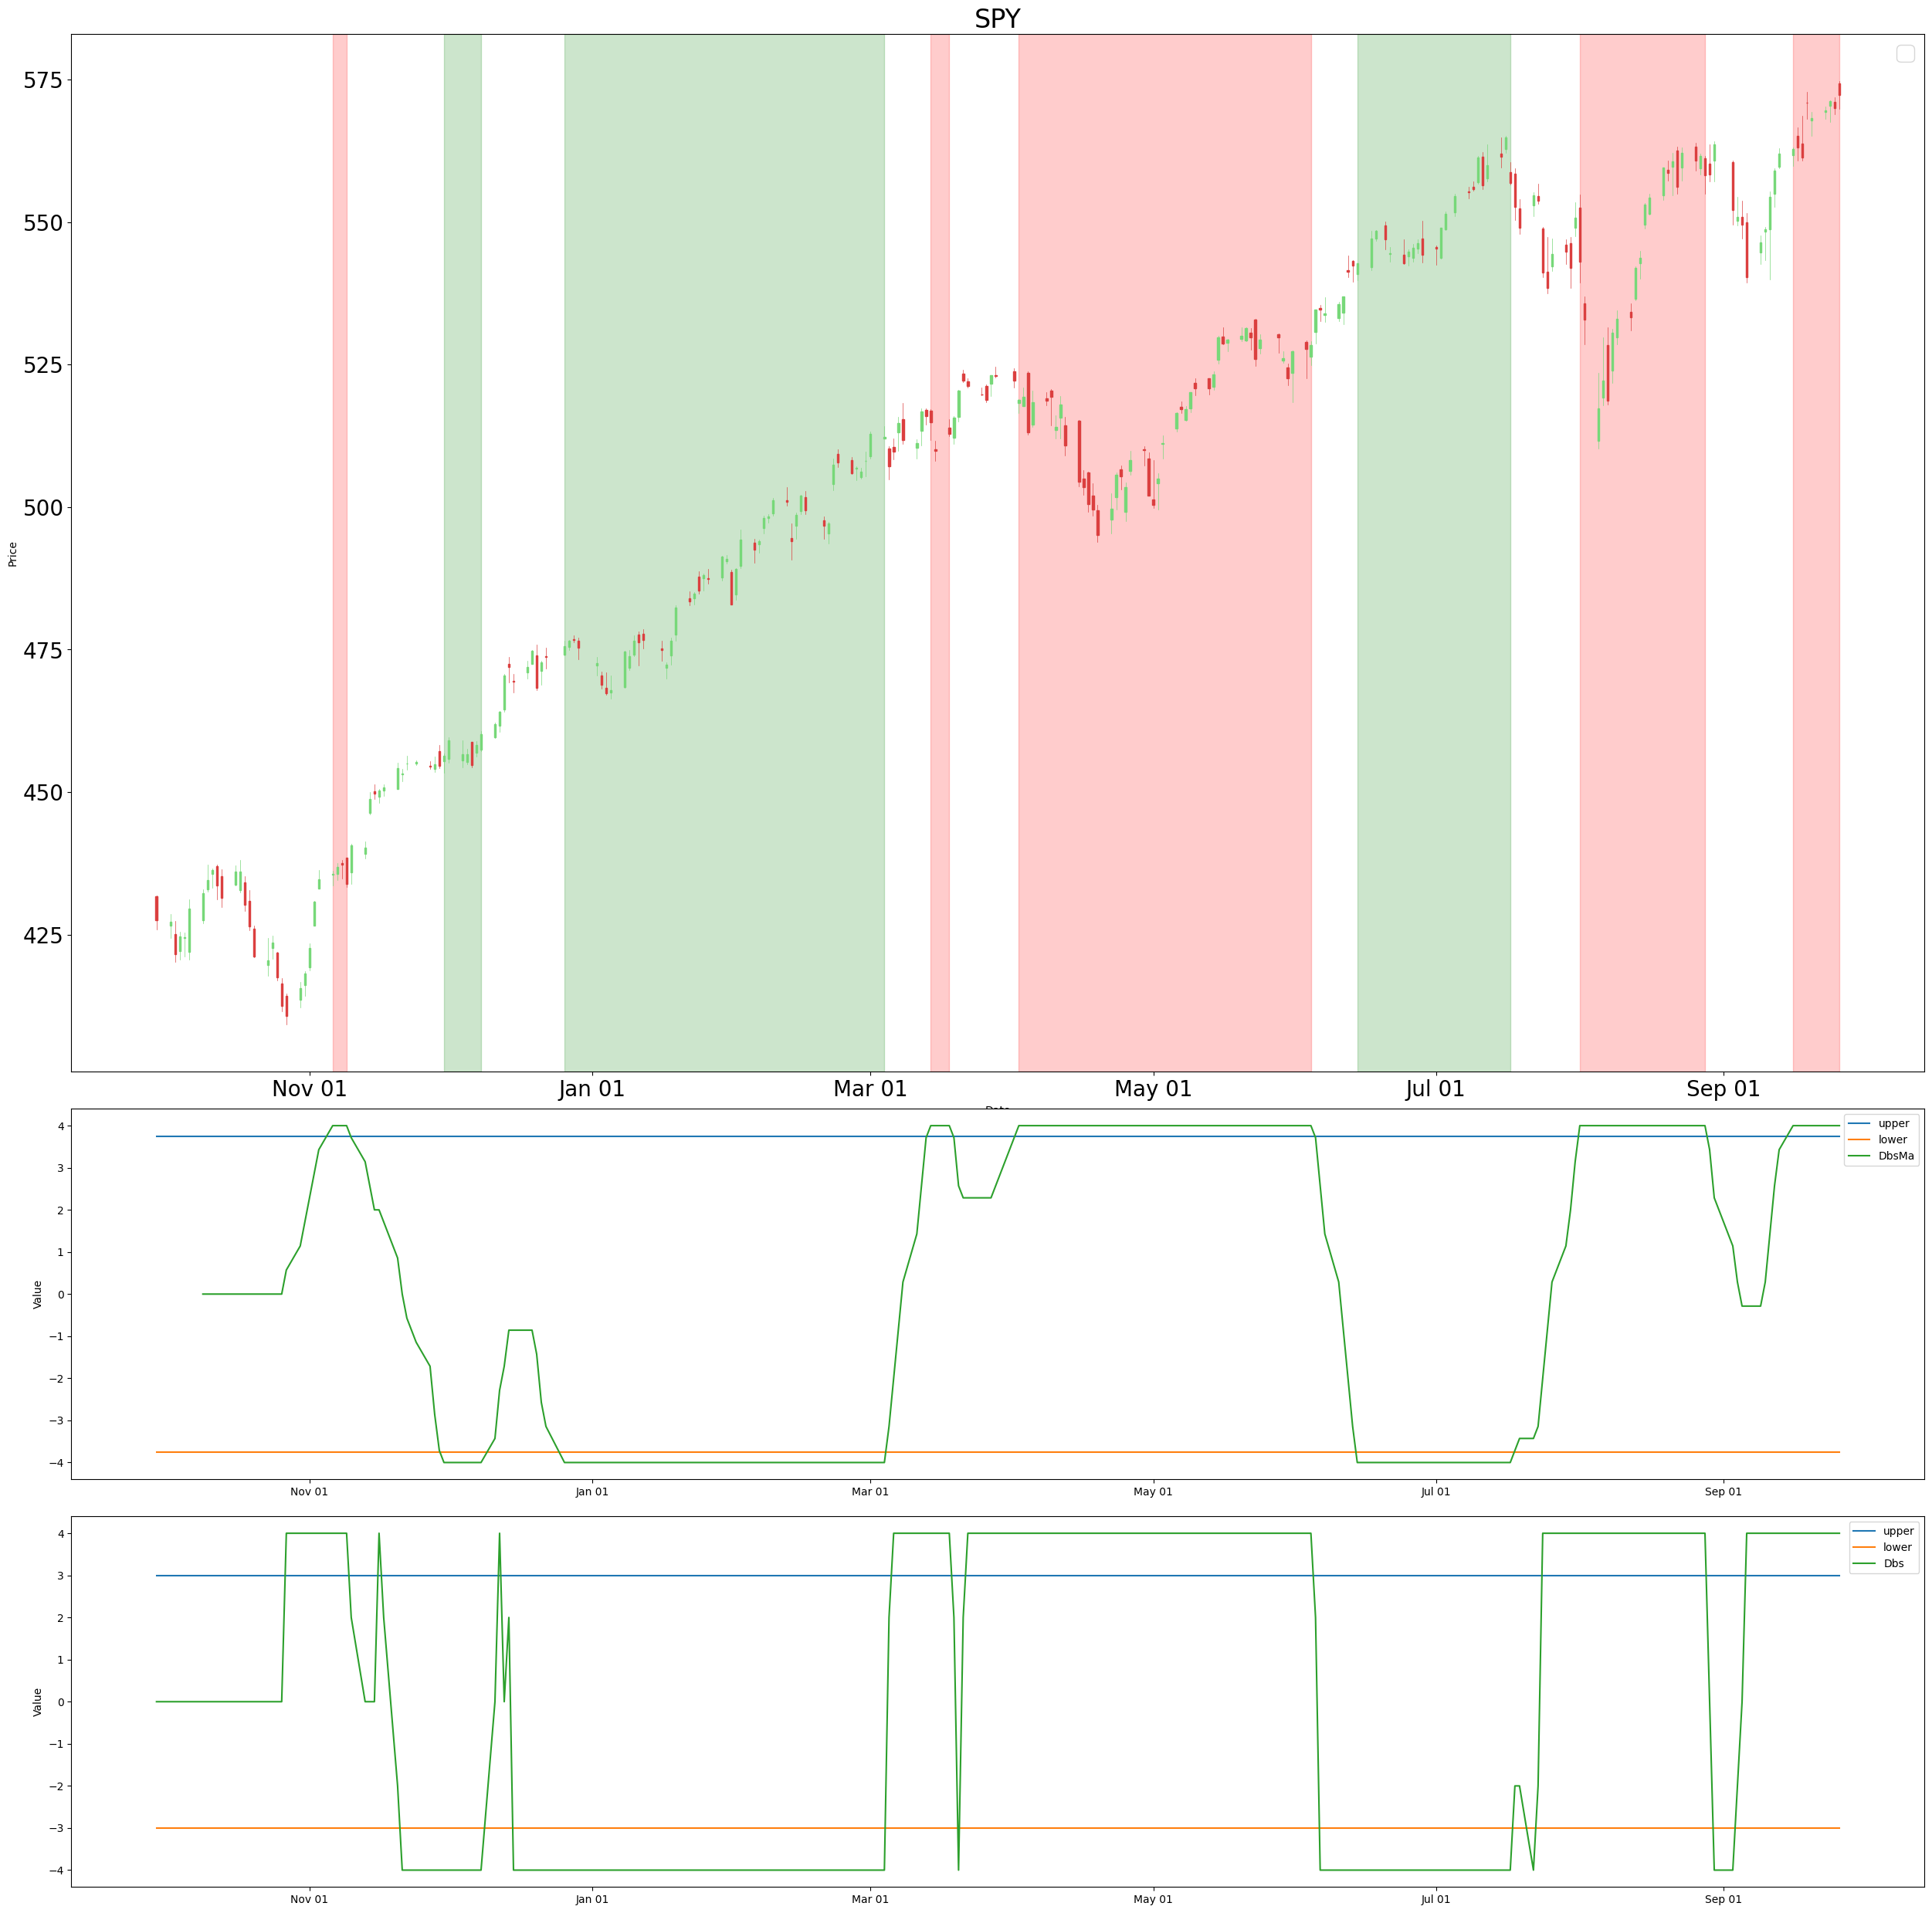 SPY
575
550
525
500
475
450
425
Price
Nov 01 Jan 01 Mar 01 May 01 Jul 01 Sep 01
Date
upper
lower
DbsMa
4
3
2
1
0
−1
−2
−3
−4
Value
Nov 01 Jan 01 Mar 01 May 01 Jul 01 Sep 01
upper
lower
Dbs
4
3
2
1
0
−1
−2
−3
−4
Value
Nov 01 Jan 01 Mar 01 May 01 Jul 01 Sep 01